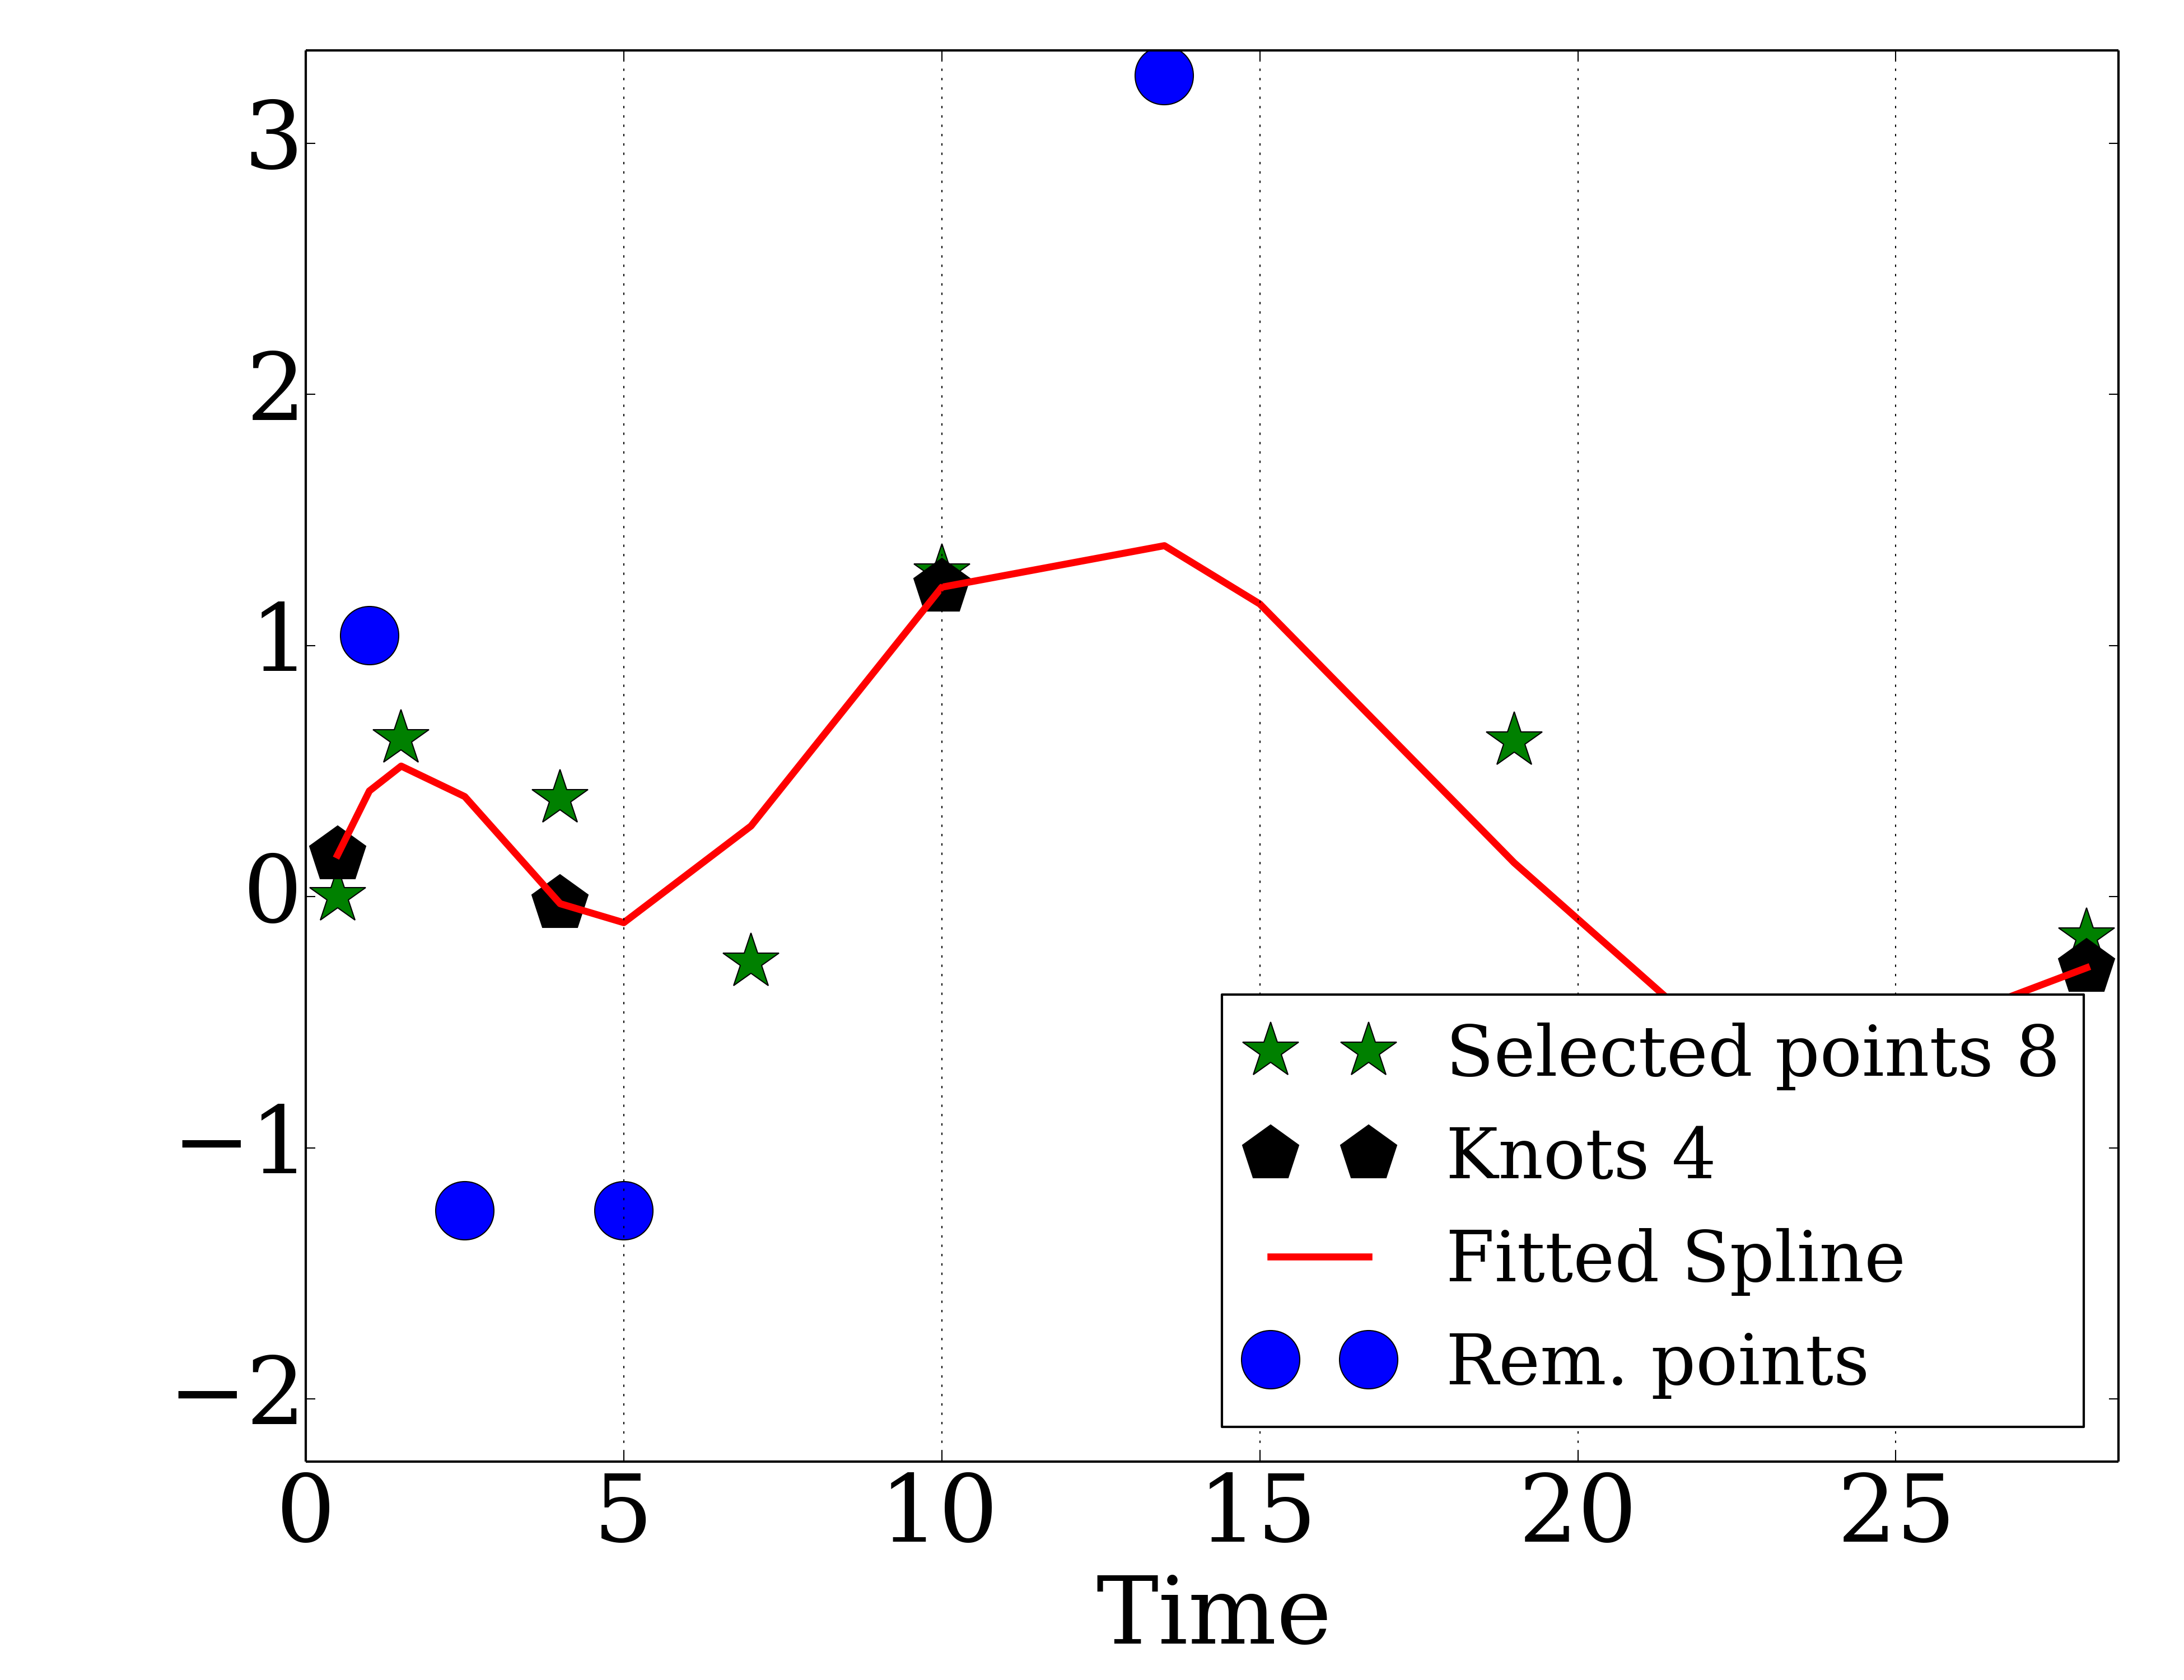 3
2
1
0
−1
−2
0 5 10 15 20 25
Time
Selected points 8
Knots 4
Fitted Spline
Rem. points